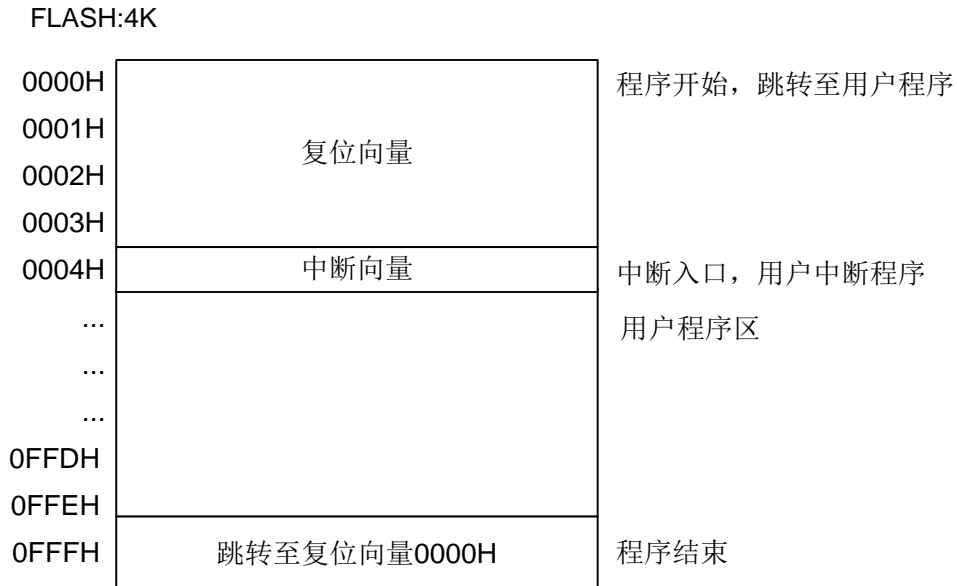 FLASH:4K
0000H 程序开始，跳转至用户程序
0001H
复位向量
0002H
0003H
0004H 中断向量 中断入口，用户中断程序
... 用户程序区
...
...
0FFDH
0FFEH
0FFFH 跳转至复位向量0000H 程序结束